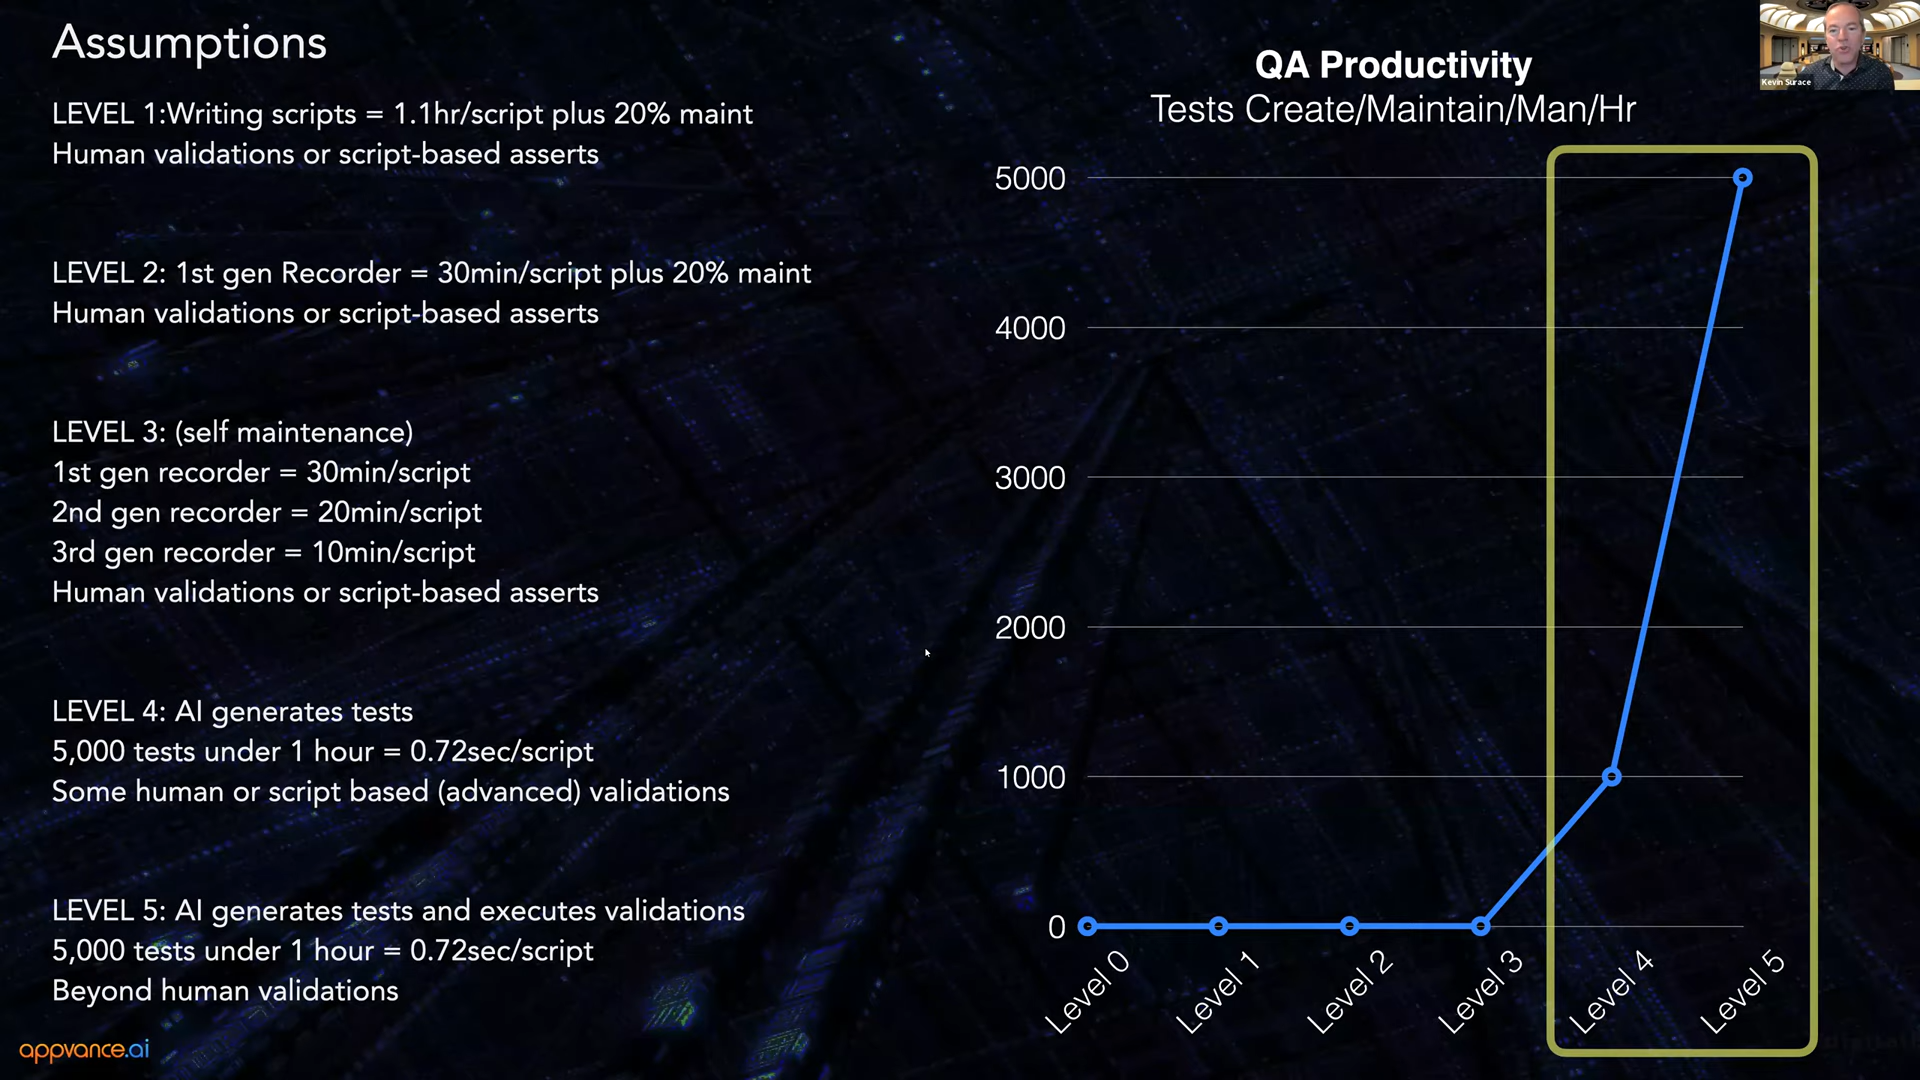 Assumptions
LEVEL 1:Writing scripts = 1.1hr/script plus 20% maint
Human validations or script-based asserts
LEVEL 2: 1st gen Recorder = 30min/script plus 20% maint
Human validations or script-based asserts
LEVEL 3: (self maintenance)
1st gen recorder = 30min/script
2nd gen recorder = 20min/script
3rd gen recorder = 10min/script
Human validations or script-based asserts
LEVEL 4: AI generates tests
5,000 tests under 1 hour = 0.72sec/script
Some human or script based (advanced) validations
LEVEL 5: AI generates tests and executes validations
5,000 tests under 1 hour = 0.72sec/script
Beyond human validations
appvance.ai
QA Productivity
Tests Create/Maintain/Man/Hr
5000
4000
3000
2000
1000
0
Level 0
Level 1
Level 2
Level 3
Level 4
Level 5
Kevin Surace